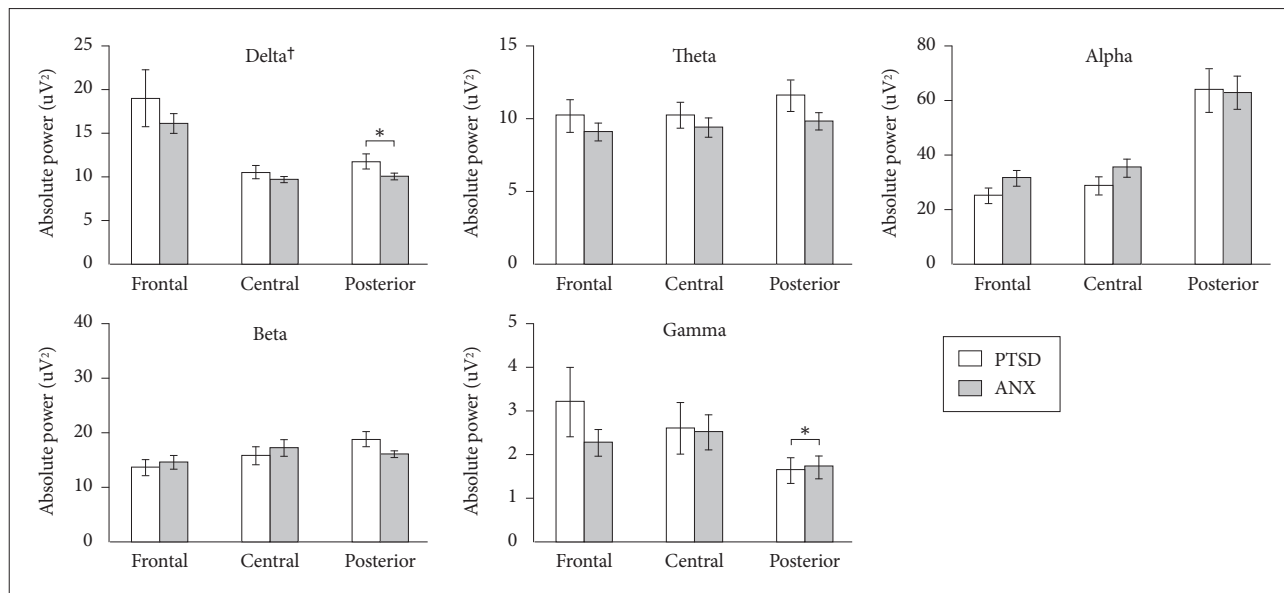 Delta†
Absolute power (uV²)
25
20
15
10
5
0
*
Frontal Central Posterior
Theta
Absolute power (uV²)
15
10
5
0
Frontal Central Posterior
Alpha
Absolute power (uV²)
80
60
40
20
0
Frontal Central Posterior
Beta
Absolute power (uV²)
40
30
20
10
0
Frontal Central Posterior
Gamma
Absolute power (uV²)
5
4
3
2
1
0
*
Frontal Central Posterior
PTSD
ANX